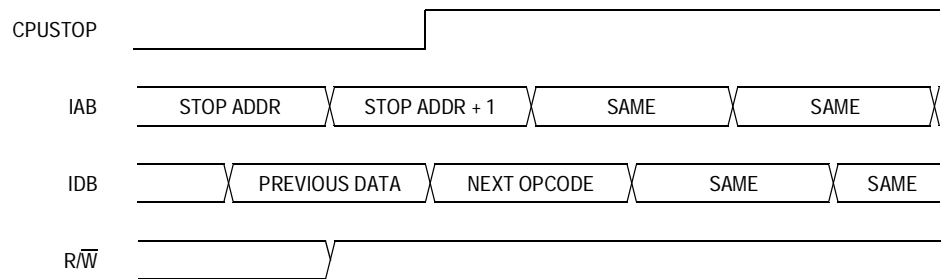 CPUSTOP
IAB STOP ADDR STOP ADDR + 1 SAME SAME
IDB PREVIOUS DATA NEXT OPCODE SAME SAME
R/W̅